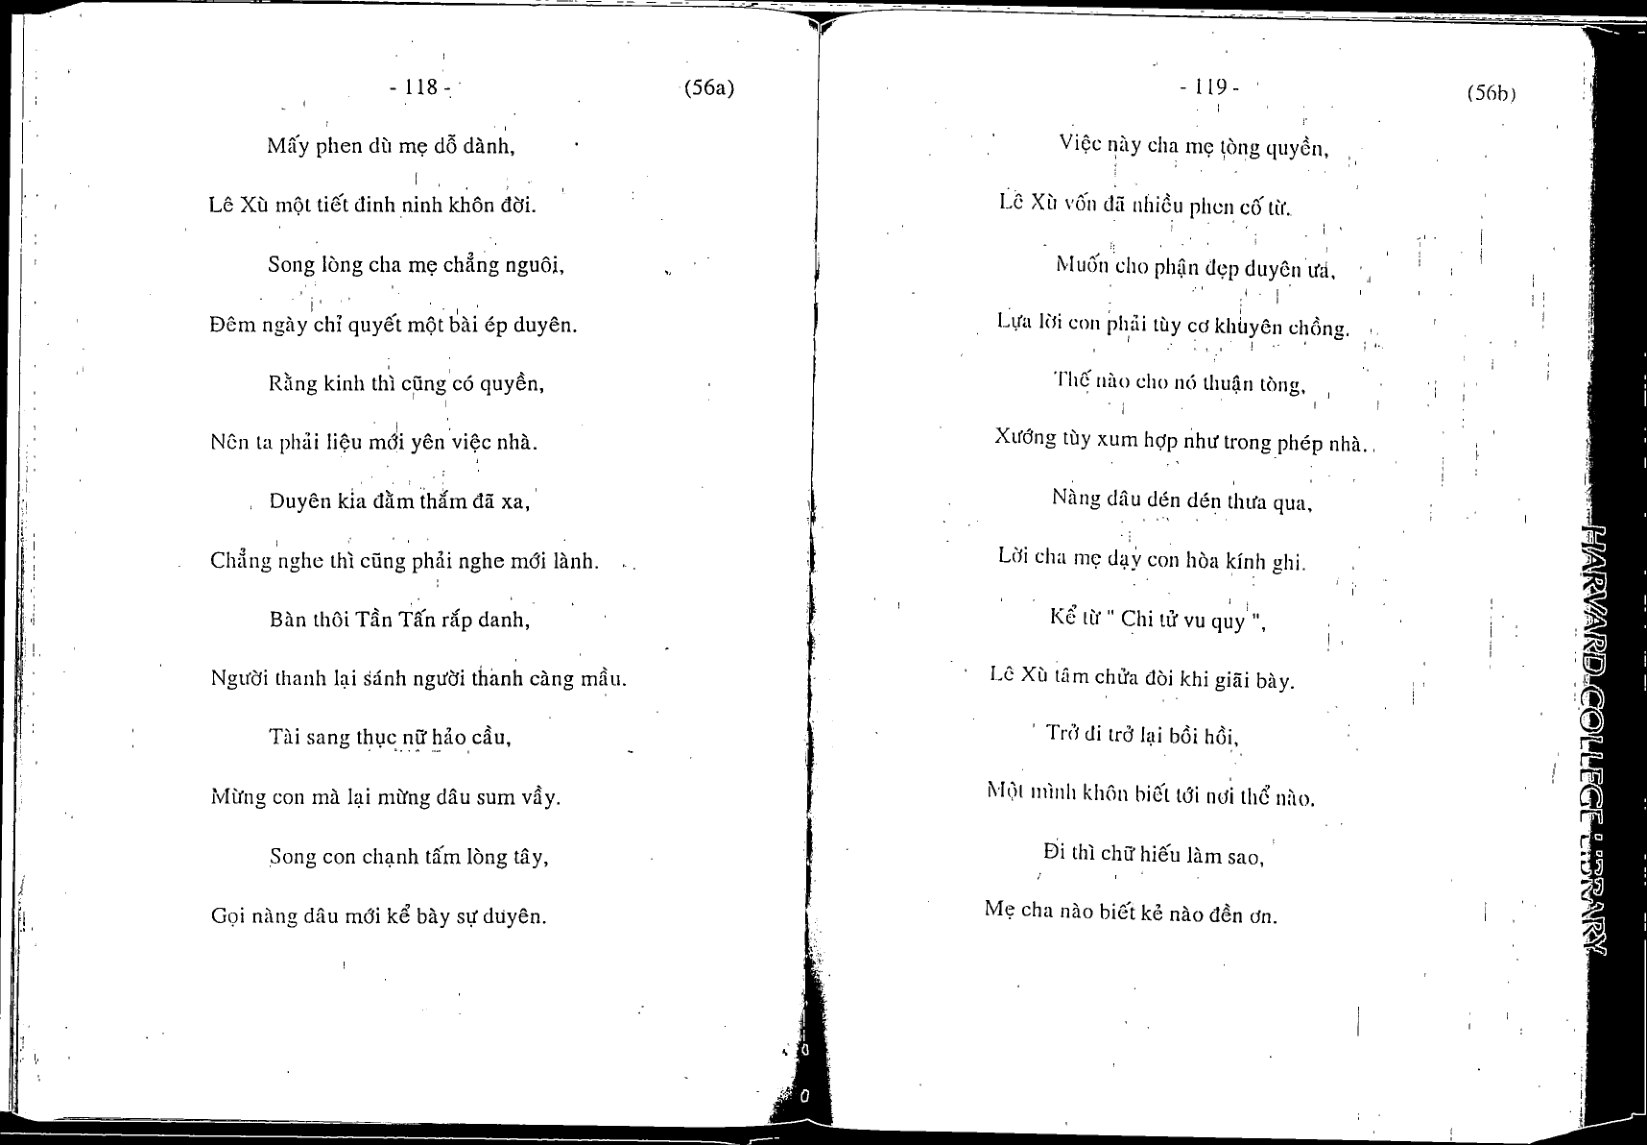 - 118 -
(56a)
Mấy phen dù mẹ dỗ dành,
Lê Xù một tiết đinh ninh khôn đời.
Song lòng cha mẹ chẳng nguôi,
Đêm ngày chỉ quyết một bài ép duyên.
Rằng kinh thì cũng có quyền,
Nên ta phải liệu mới yên việc nhà.
Duyên kia đằm thắm đã xa,
Chẳng nghe thì cũng phải nghe mới lành.
Bàn thôi Tần Tấn rắp danh,
Người thanh lại sánh người thanh càng mầu.
Tài sang thục nữ hảo cầu,
Mừng con mà lại mừng dâu sum vầy.
Song con chạnh tấm lòng tây,
Gọi nàng dâu mới kể bày sự duyên.
- 119 -
(56b)
Việc này cha mẹ tòng quyền,
Lê Xù vốn đã nhiều phen cố từ.
Muốn cho phận đẹp duyên ưa,
Lựa lời con phải tùy cơ khuyên chồng.
Thế nào cho nó thuận tòng,
Xướng tùy xum hợp như trong phép nhà.
Nàng dâu dén dén thưa qua,
Lời cha mẹ dạy con hòa kính ghi.
Kể từ " Chi tử vu quy ",
Lê Xù tâm chửa đòi khi giãi bày.
Trở đi trở lại bồi hồi,
Một mình khôn biết tới nơi thể nào.
Đi thì chữ hiếu làm sao,
Mẹ cha nào biết kẻ nào đền ơn.
HARVARD COLLEGE LIBRARY